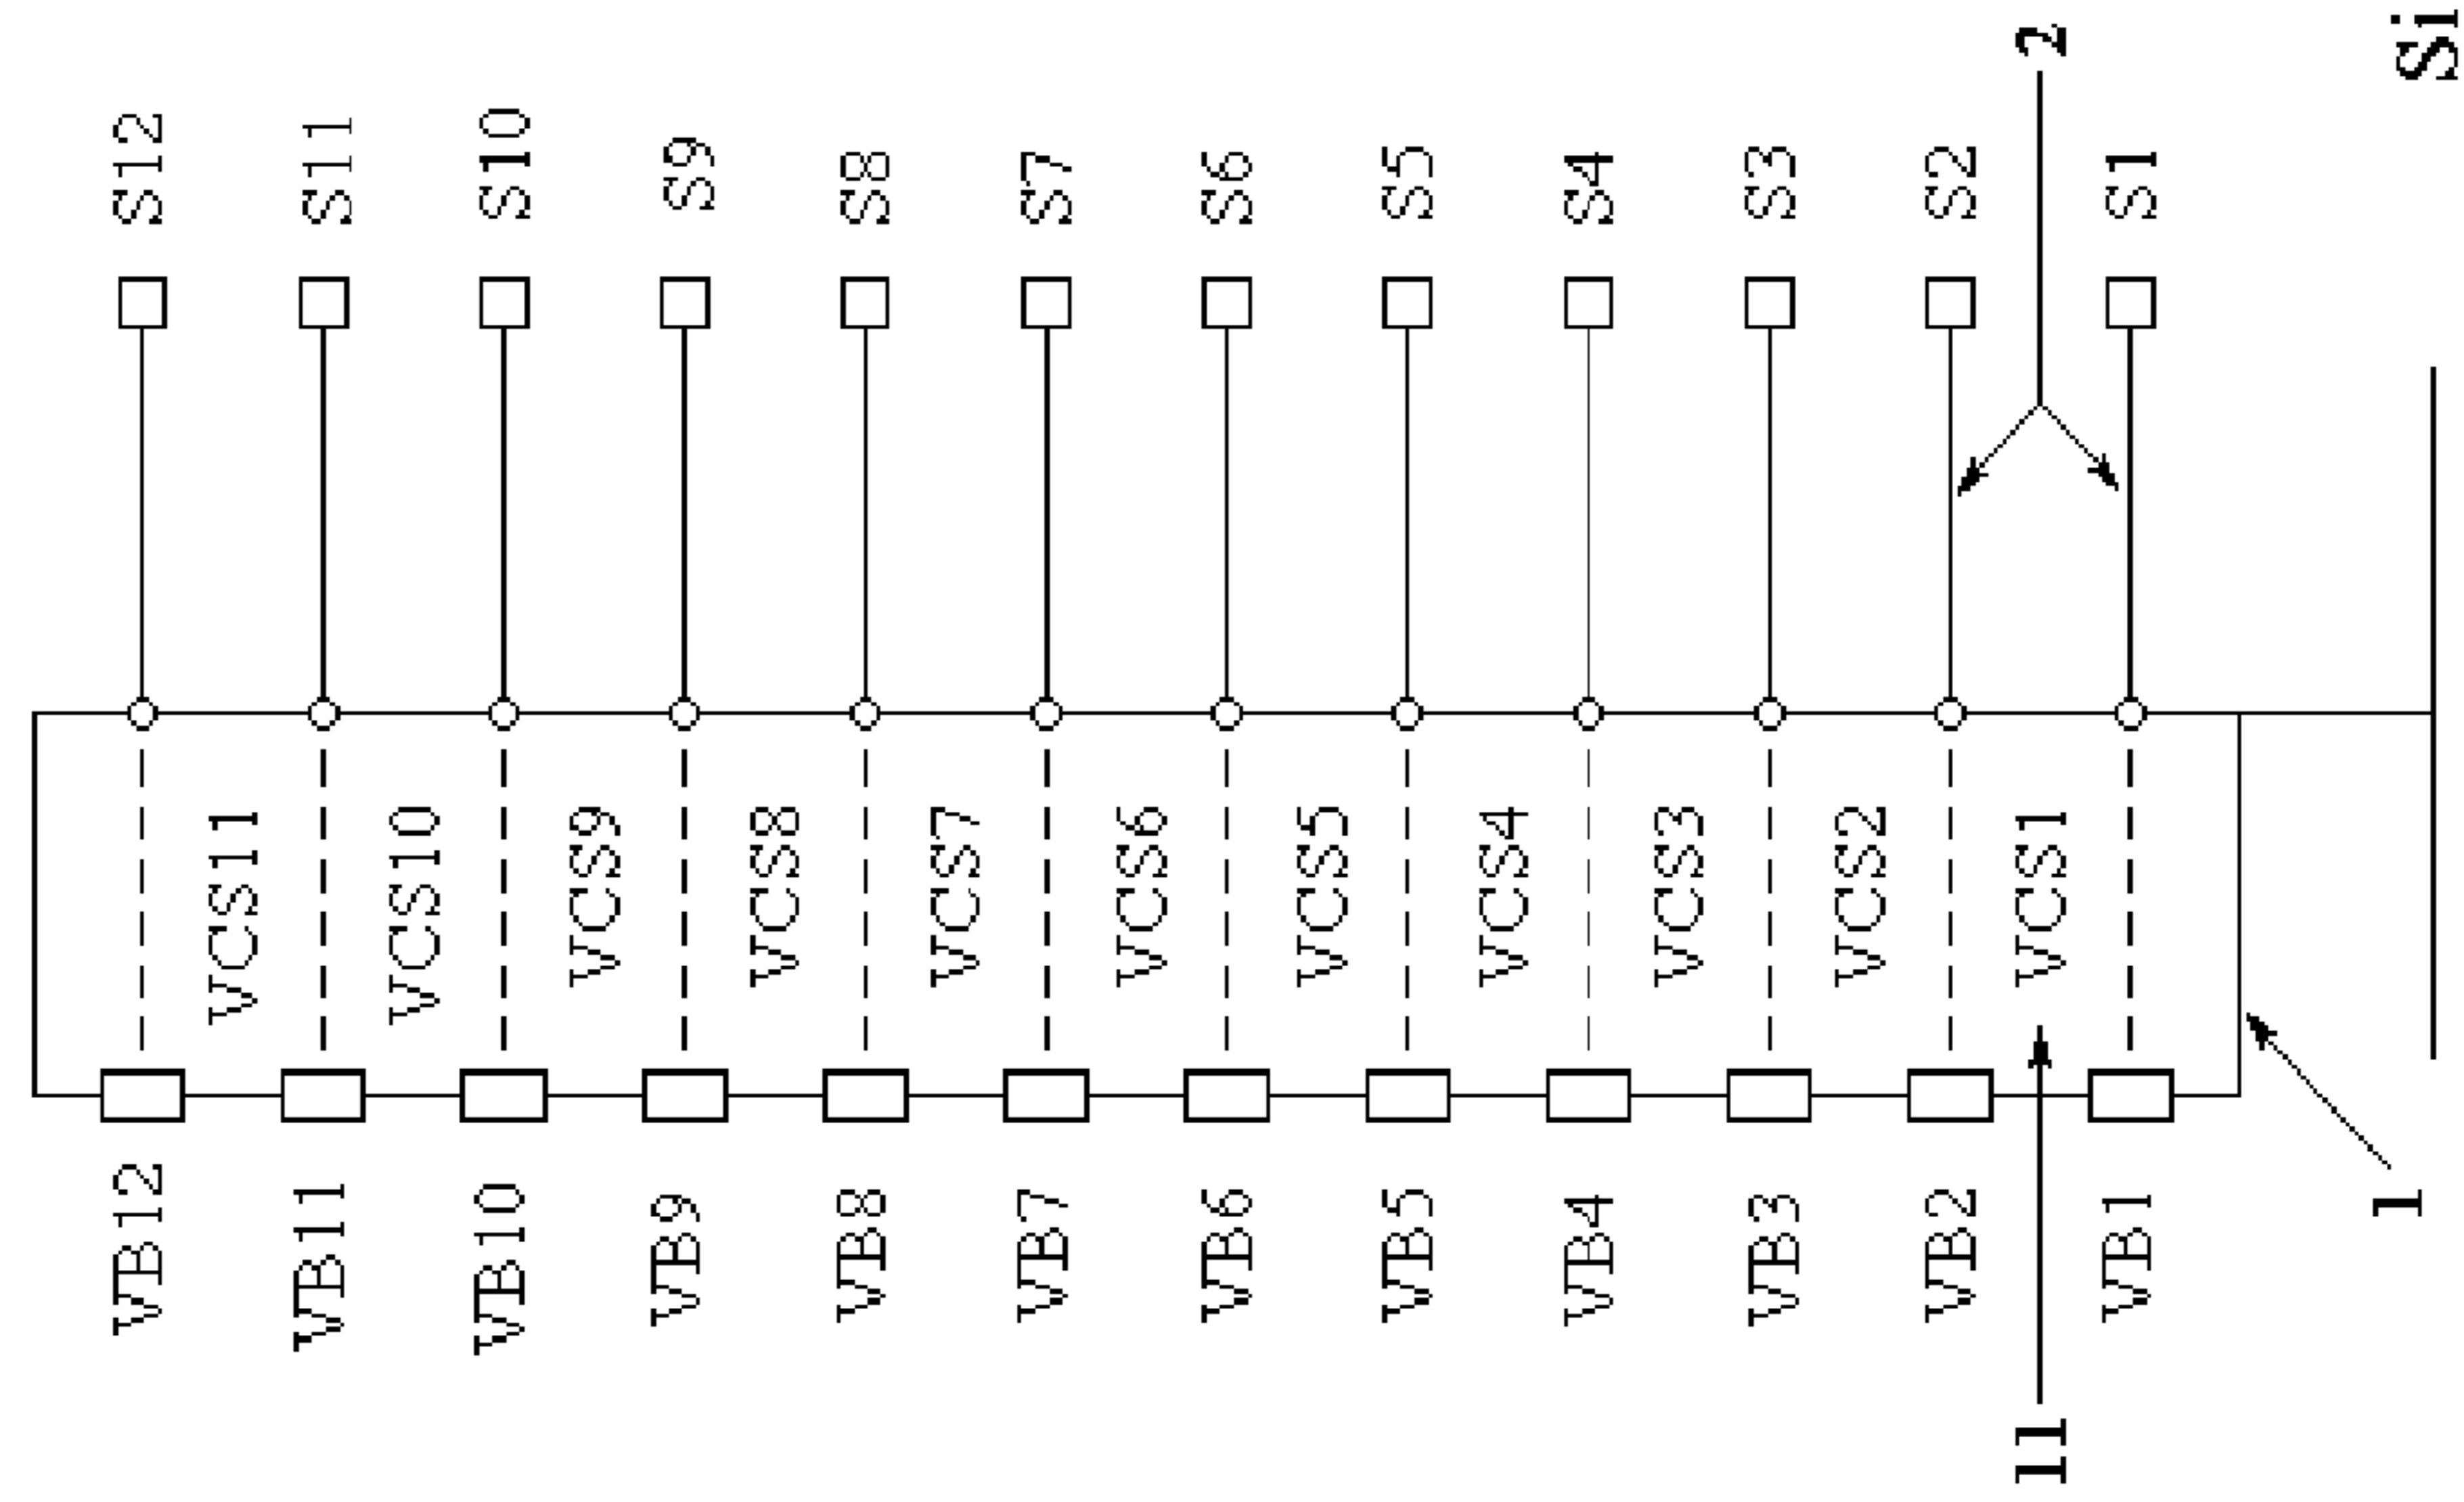 S12
S11
S10
S9
S8
S7
S6
S5
S4
S3
S2
2
S1
Si
VCS11
VCS10
VCS9
VCS8
VCS7
VCS6
VCS5
VCS4
VCS3
VCS2
VCS1
VB12
VB11
VB10
VB9
VB8
VB7
VB6
VB5
VB4
VB3
VB2
VB1
1
11